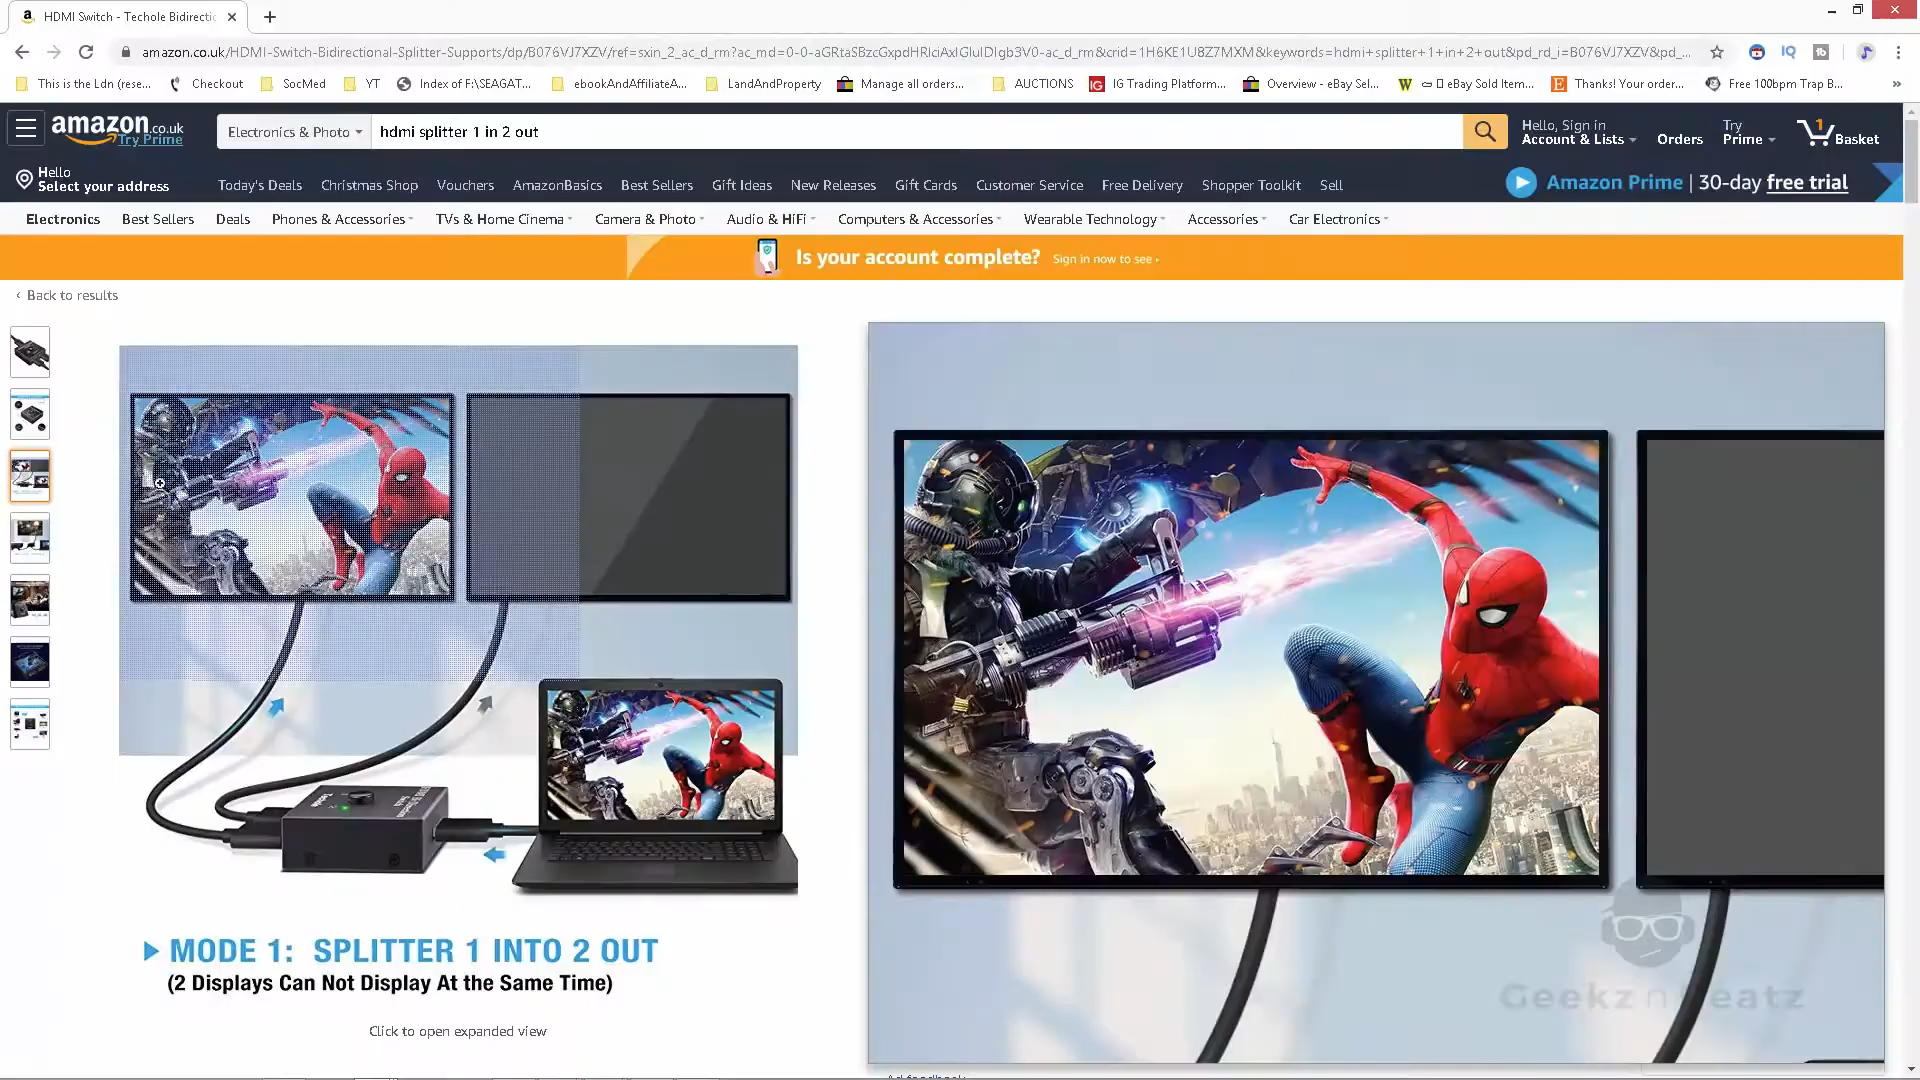 HDMI Switch - Techole Bidirectio
amazon.co.uk/HDMI-Switch-Bidirectional-Splitter-Supports/dp/B076VJ7XZV/ref=sxin_2_ac_d_rm?ac_md=0-0-aGRtaSBzcGxpdHRlciAxIGluIDIgb3V0-ac_d_rm&crid=1H6KE1U8Z7MXM&keywords=hdmi+splitter+1+in+2+out&pd_rd_i=B076VJ7XZV&pd_...
This is the Ldn (rese... Checkout SocMed YT Index of F:\SEAGAT... ebookAndAffiliateA... LandAndProperty Manage all orders... AUCTIONS IG Trading Platform... Overview - eBay Sel... eBay Sold Item... Thanks! Your order... Free 100bpm Trap B... »
amazon.co.uk
Try Prime
Electronics & Photo
hdmi splitter 1 in 2 out
Hello, Sign in
Account & Lists
Orders
Try
Prime
1
Basket
Hello
Select your address
Today's Deals Christmas Shop Vouchers AmazonBasics Best Sellers Gift Ideas New Releases Gift Cards Customer Service Free Delivery Shopper Toolkit Sell
Amazon Prime | 30-day free trial
Electronics Best Sellers Deals Phones & Accessories TVs & Home Cinema Camera & Photo Audio & HiFi Computers & Accessories Wearable Technology Accessories Car Electronics
Is your account complete? Sign in now to see ›
‹ Back to results
MODE 1: SPLITTER 1 INTO 2 OUT
(2 Displays Can Not Display At the Same Time)
Click to open expanded view
Geekz n Beatz
Ad feedback